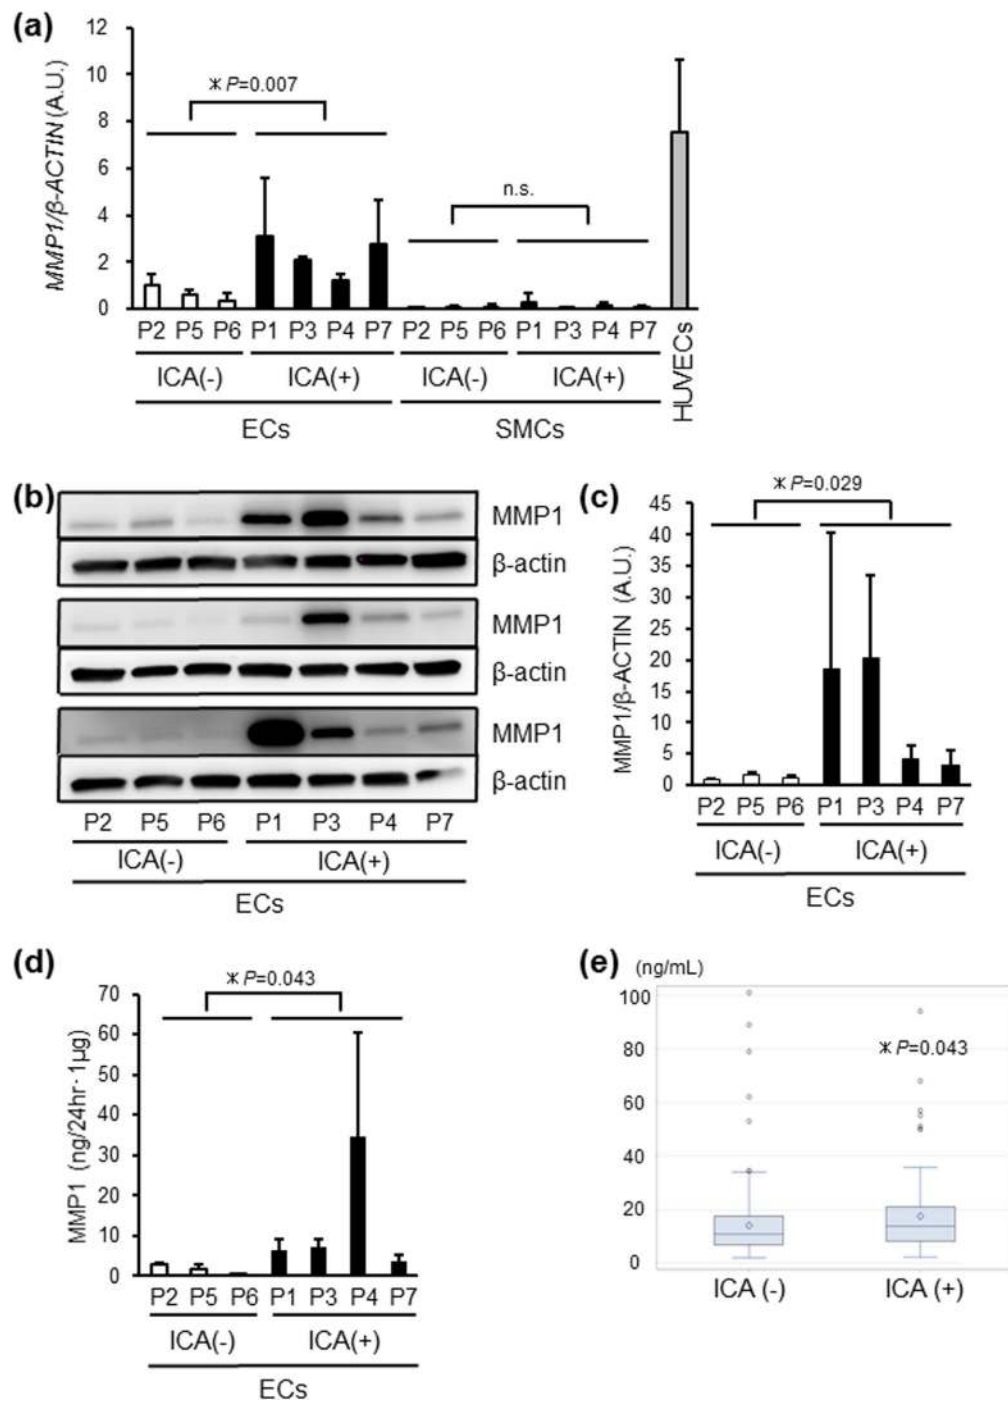 (a)
MMP1/β-ACTIN (A.U.)
12
10
8
6
4
2
0
* P=0.007
n.s.
P2 P5 P6 P1 P3 P4 P7 P2 P5 P6 P1 P3 P4 P7
HUVECs
ICA(-) ICA(+) ICA(-) ICA(+)
ECs SMCs
(b)
MMP1
β-actin
MMP1
β-actin
MMP1
β-actin
P2 P5 P6 P1 P3 P4 P7
ICA(-) ICA(+)
ECs
(c)
MMP1/β-ACTIN (A.U.)
* P=0.029
45
40
35
30
25
20
15
10
5
0
P2 P5 P6 P1 P3 P4 P7
ICA(-) ICA(+)
ECs
(d)
MMP1 (ng/24hr·1µg)
* P=0.043
70
60
50
40
30
20
10
0
P2 P5 P6 P1 P3 P4 P7
ICA(-) ICA(+)
ECs
(e) (ng/mL)
100
80
60
40
20
0
* P=0.043
ICA (-) ICA (+)